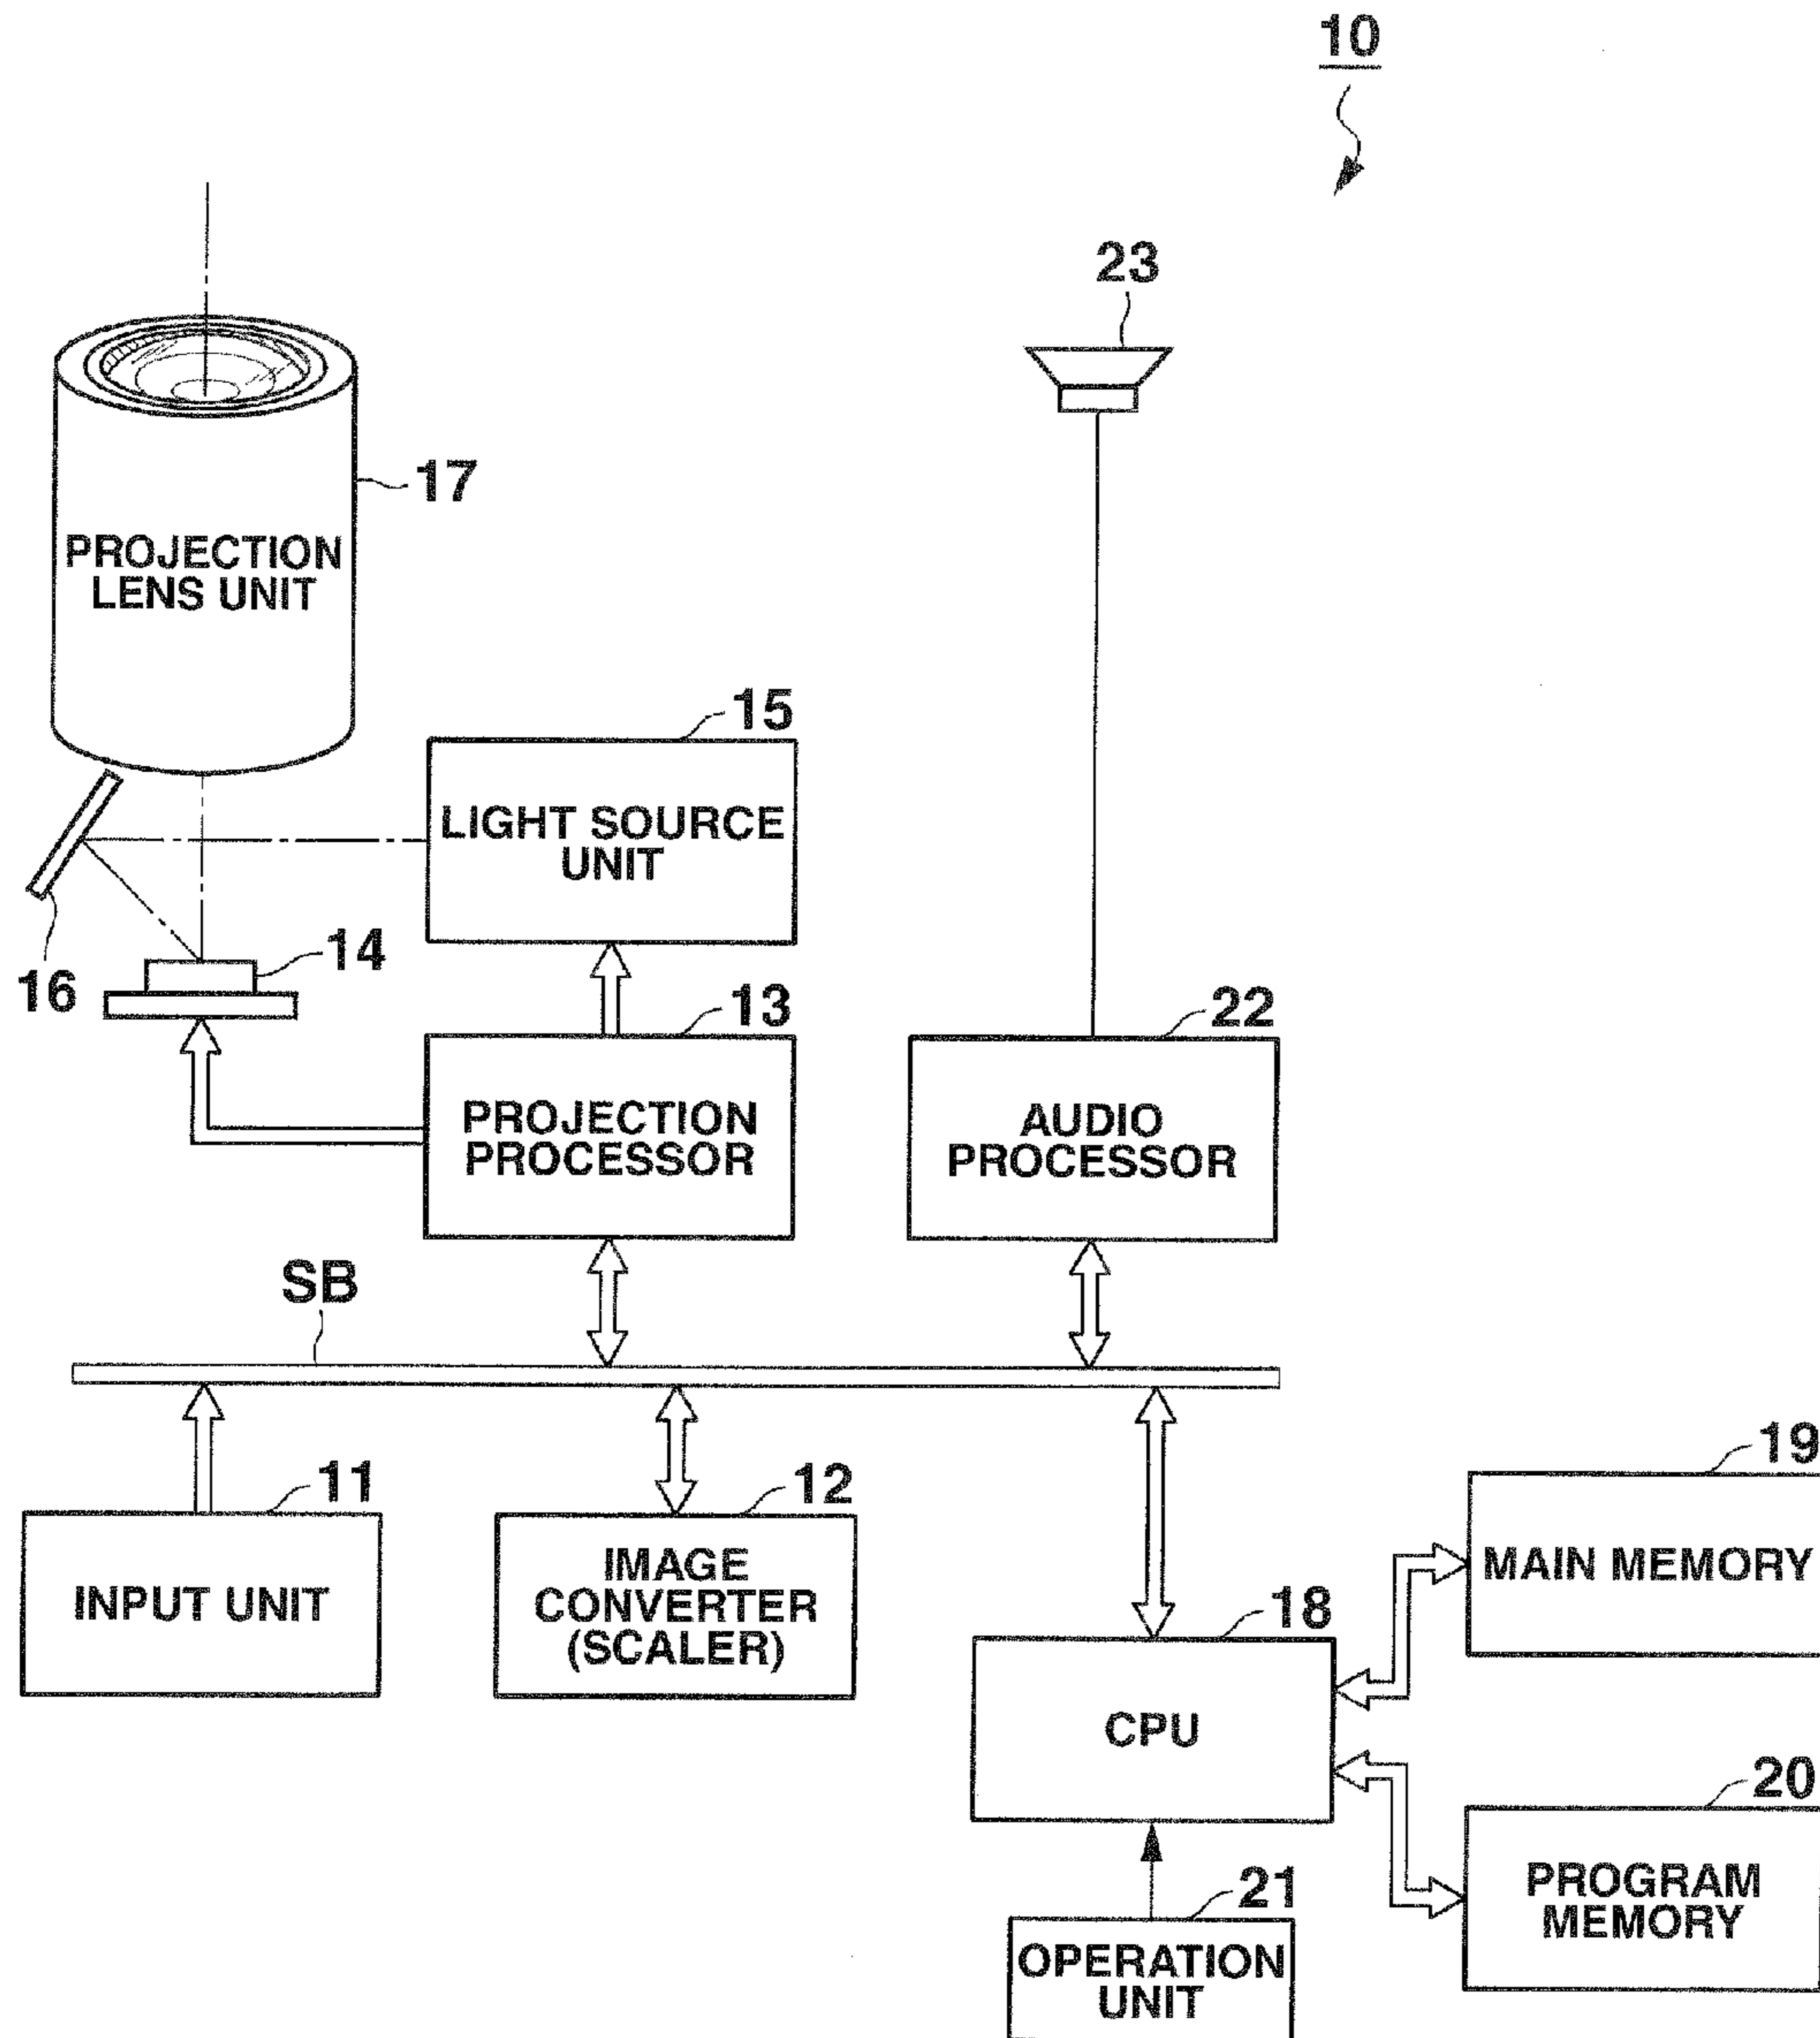 10
23
17
PROJECTION
LENS UNIT
15
LIGHT SOURCE
UNIT
16
14
13
22
PROJECTION
PROCESSOR
AUDIO
PROCESSOR
SB
11
12
19
INPUT UNIT
IMAGE
CONVERTER
(SCALER)
MAIN MEMORY
18
CPU
20
PROGRAM
MEMORY
21
OPERATION
UNIT